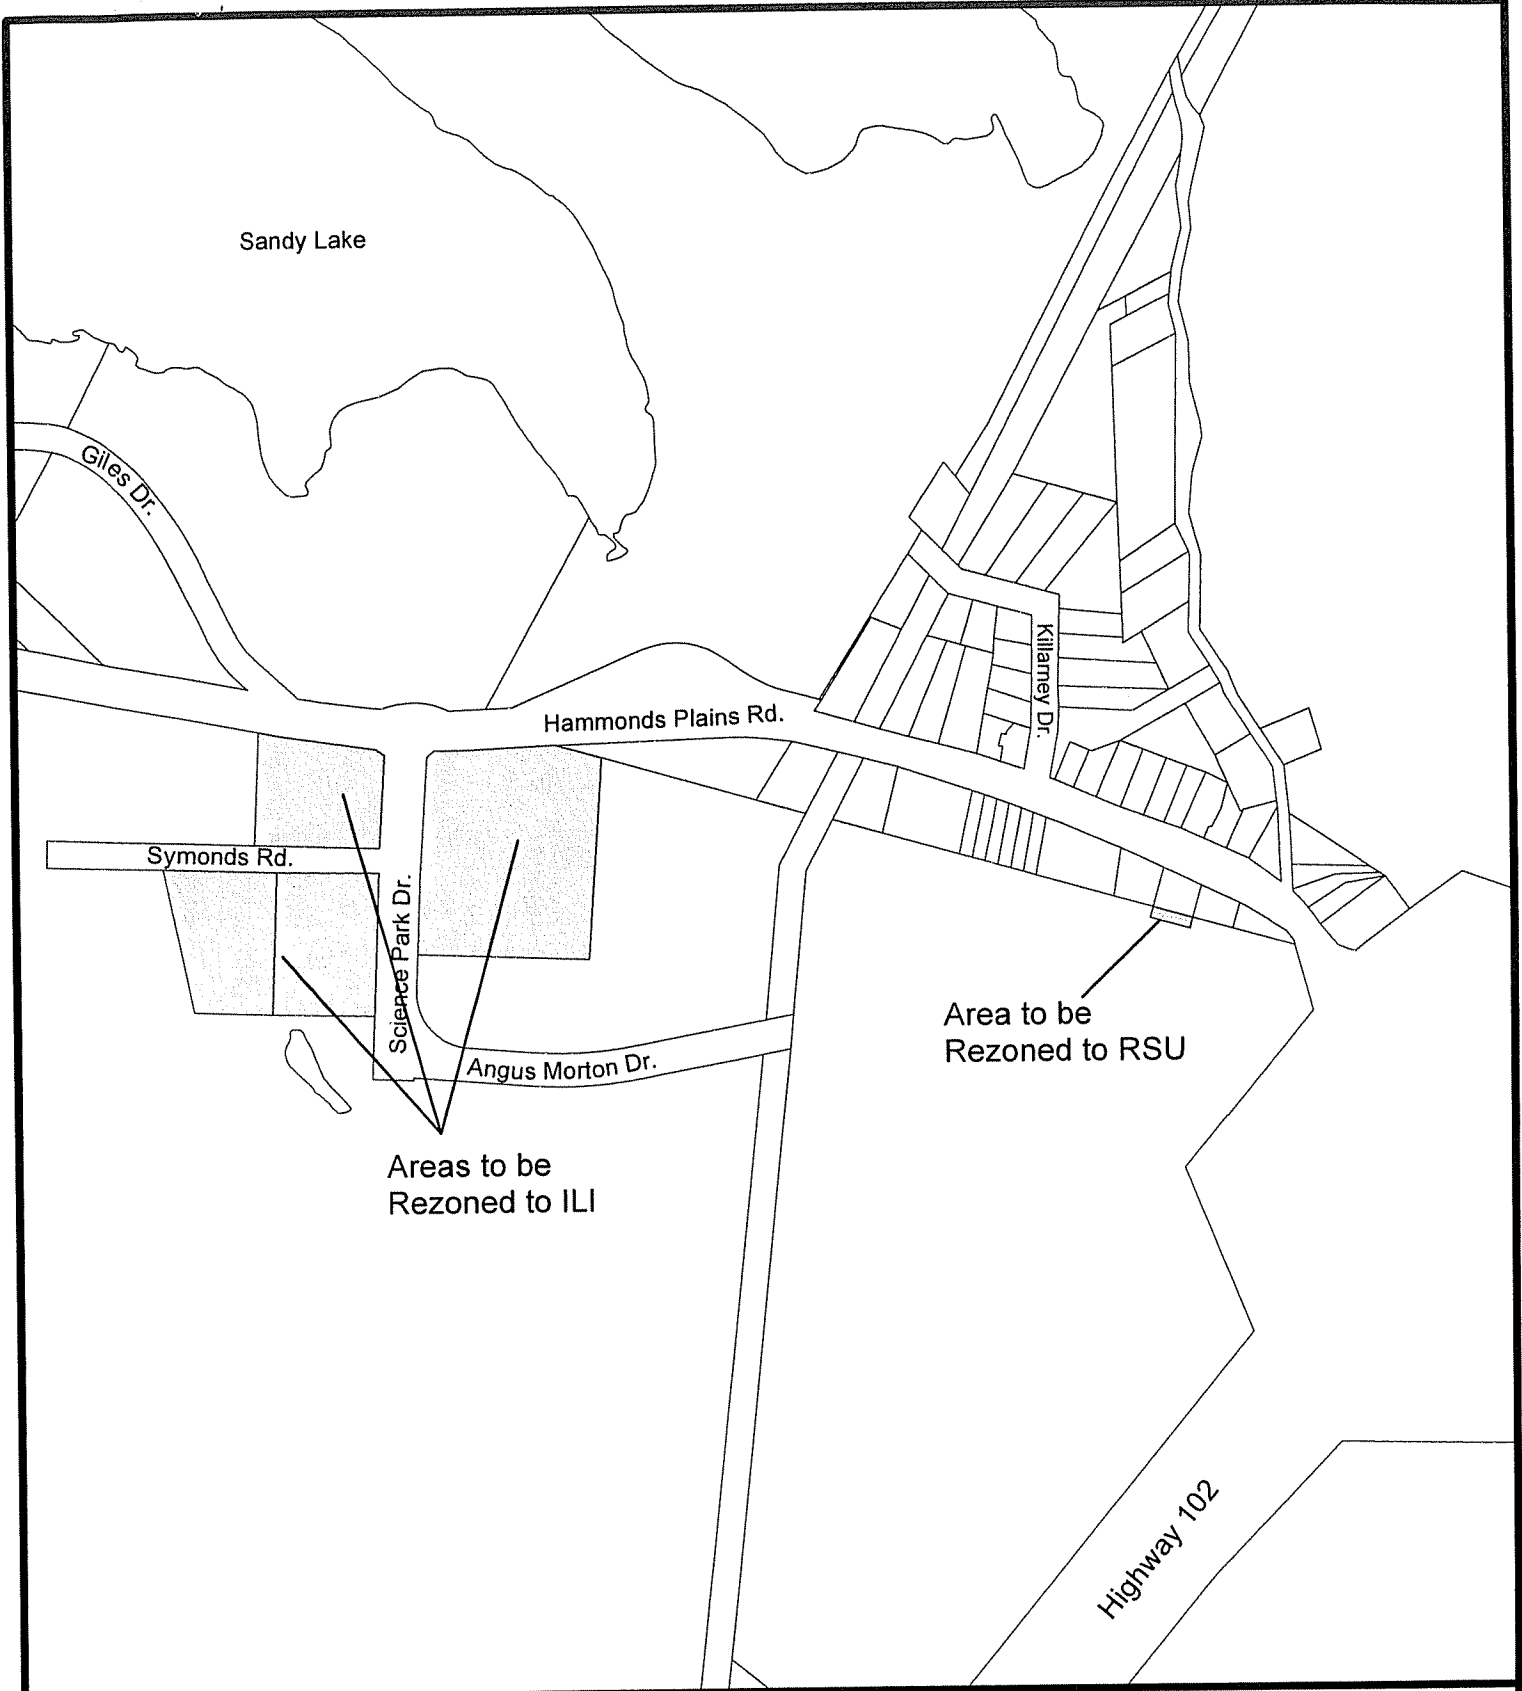 Sandy Lake
Giles Dr.
Killarney Dr.
Hammonds Plains Rd.
Symonds Rd.
Science Park Dr.
Area to be
Rezoned to RSU
Angus Morton Dr.
Areas to be
Rezoned to ILI
Highway 102